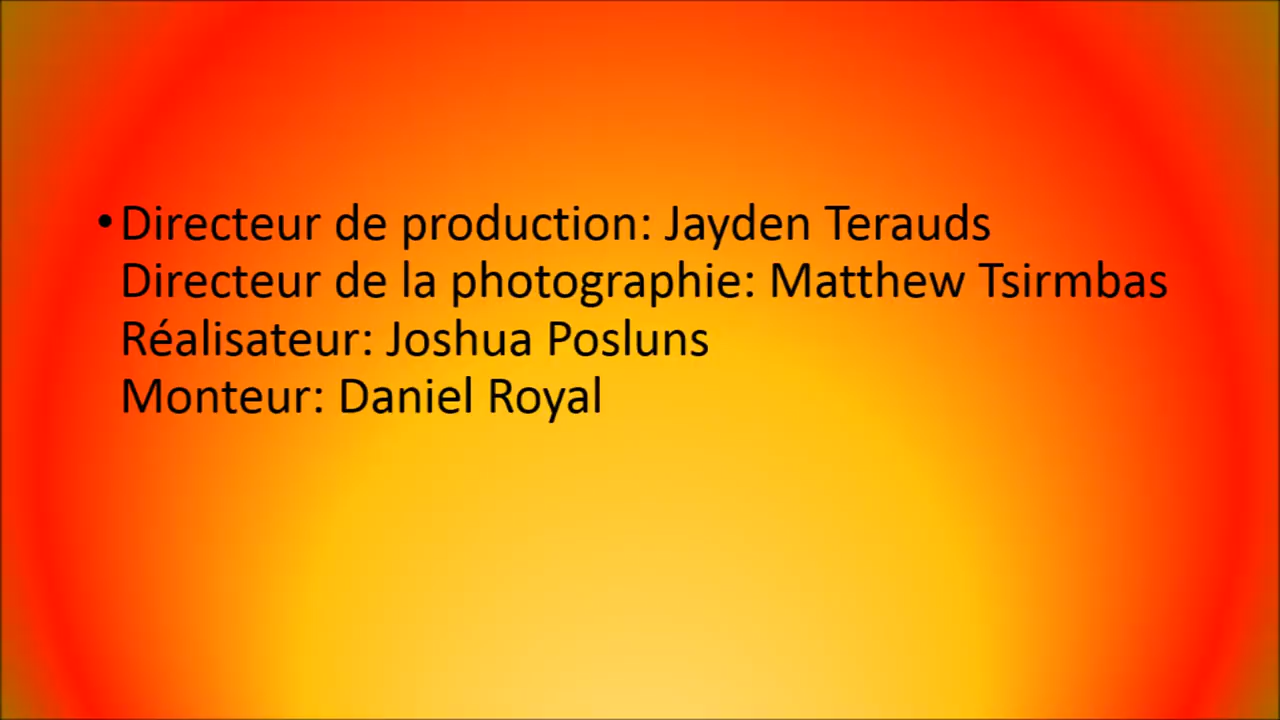 •Directeur de production: Jayden Terauds
Directeur de la photographie: Matthew Tsirmbas
Réalisateur: Joshua Posluns
Monteur: Daniel Royal